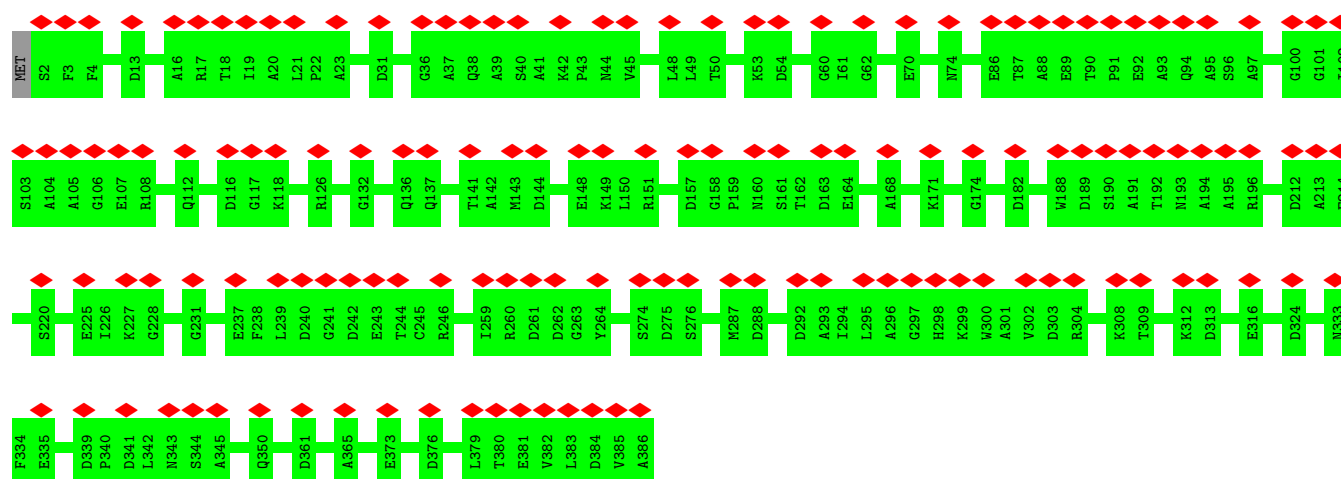 MET S2 F3 F4 D13 A16 R17 T18 I19 A20 L21 P22 A23 D31 G36 A37 Q38 A39 S40 A41 K42 P43 N44 V45 L48 L49 T50 K53 D54 G60 I61 G62 E70 N74 E86 T87 A88 E89 T90 P91 E92 A93 Q94 A95 S96 A97 G100 G101
S103 A104 A105 G106 E107 R108 Q112 D116 G117 K118 R126 G132 Q136 Q137 T141 A142 M143 D144 E148 K149 L150 R151 D157 G158 P159 N160 S161 T162 D163 E164 A168 K171 G174 D182 W188 D189 S190 A191 T192 N193 A194 A195 R196 D212 A213
S220 E225 I226 K227 G228 G231 E237 F238 L239 D240 G241 D242 E243 T244 C245 R246 I259 R260 D261 D262 G263 Y264 S274 D275 S276 M287 D288 D292 A293 I294 L295 A296 G297 H298 K299 W300 A301 V302 D303 R304 K308 T309 K312 D313 E316 D324 N333
F334 E335 D339 P340 D341 L342 N343 S344 A345 Q350 D361 A365 E373 D376 L379 T380 E381 V382 L383 D384 V385 A386